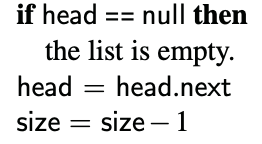 if head == null then
the list is empty.
head = head.next
size = size – 1